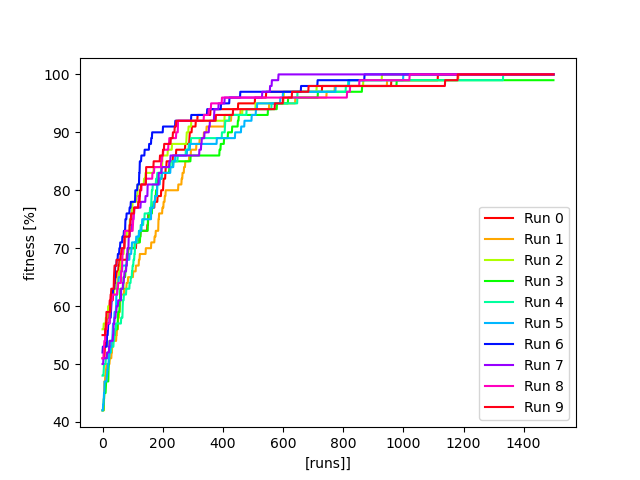 100
90
80
70
60
50
40
fitness [%]
0
200
400
600
800
1000
1200
1400
[runs]]
Run 0
Run 1
Run 2
Run 3
Run 4
Run 5
Run 6
Run 7
Run 8
Run 9